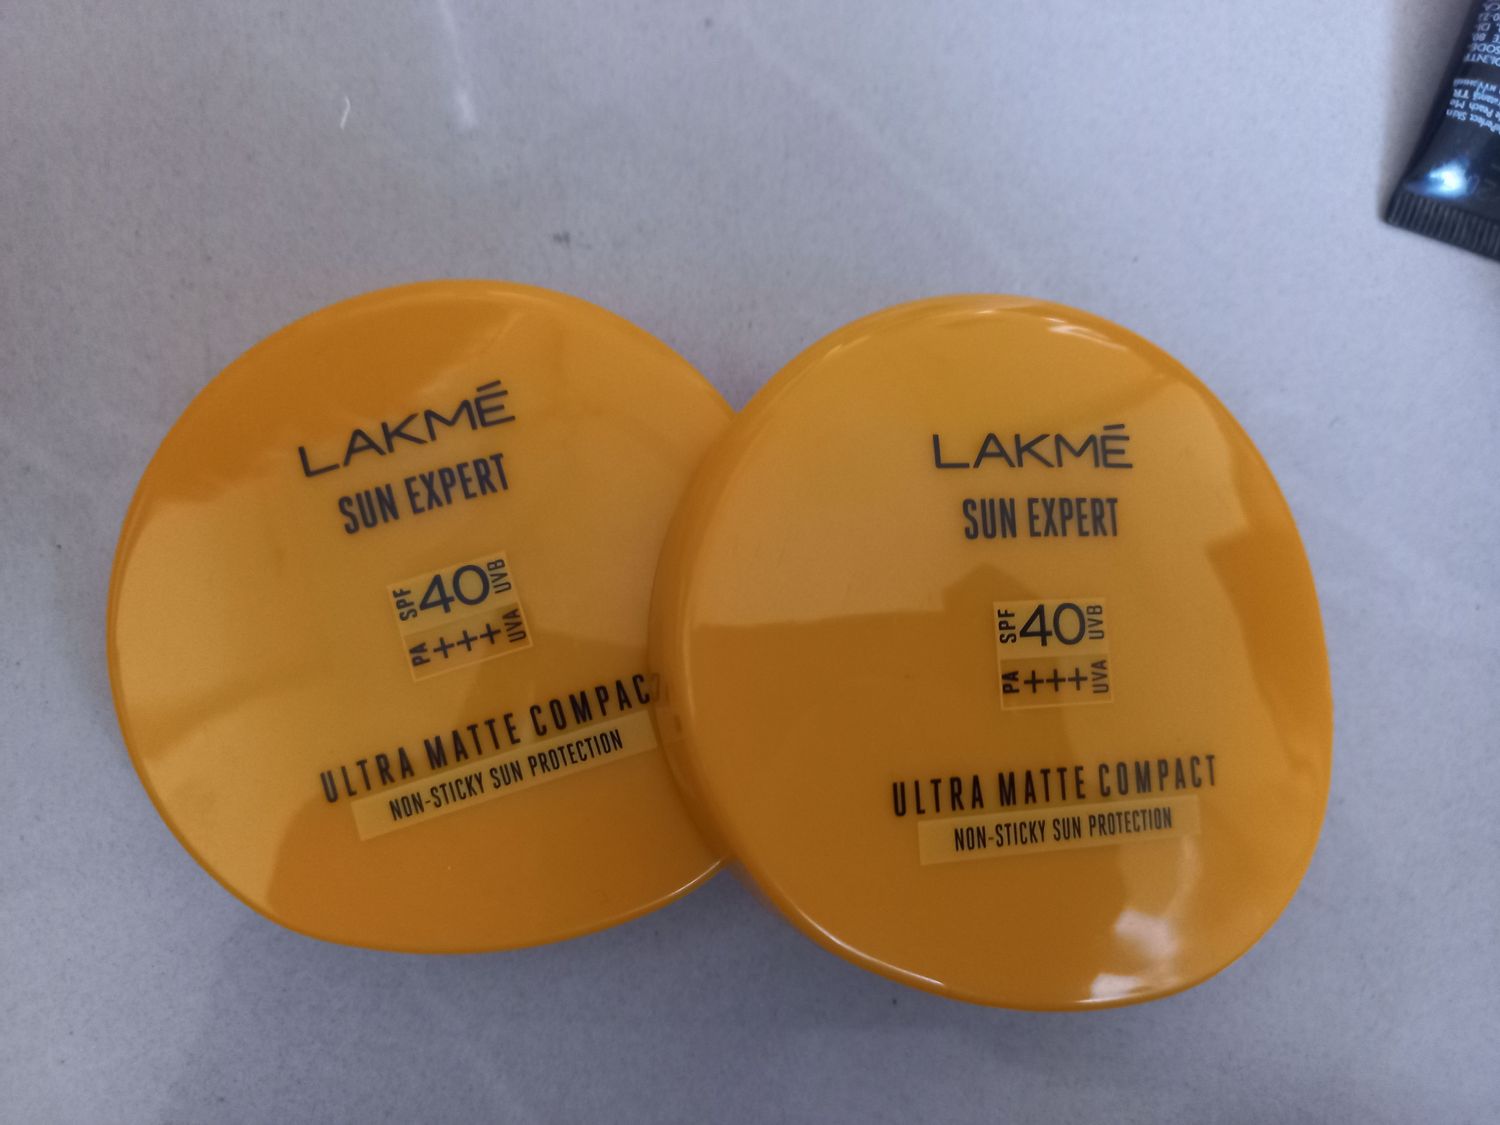 LAKMÉ
SUN EXPERT
SPF 40 UVB
PA +++ UVA
ULTRA MATTE COMPACT
NON-STICKY SUN PROTECTION
LAKMÉ
SUN EXPERT
SPF 40 UVB
PA +++ UVA
ULTRA MATTE COMPACT
NON-STICKY SUN PROTECTION